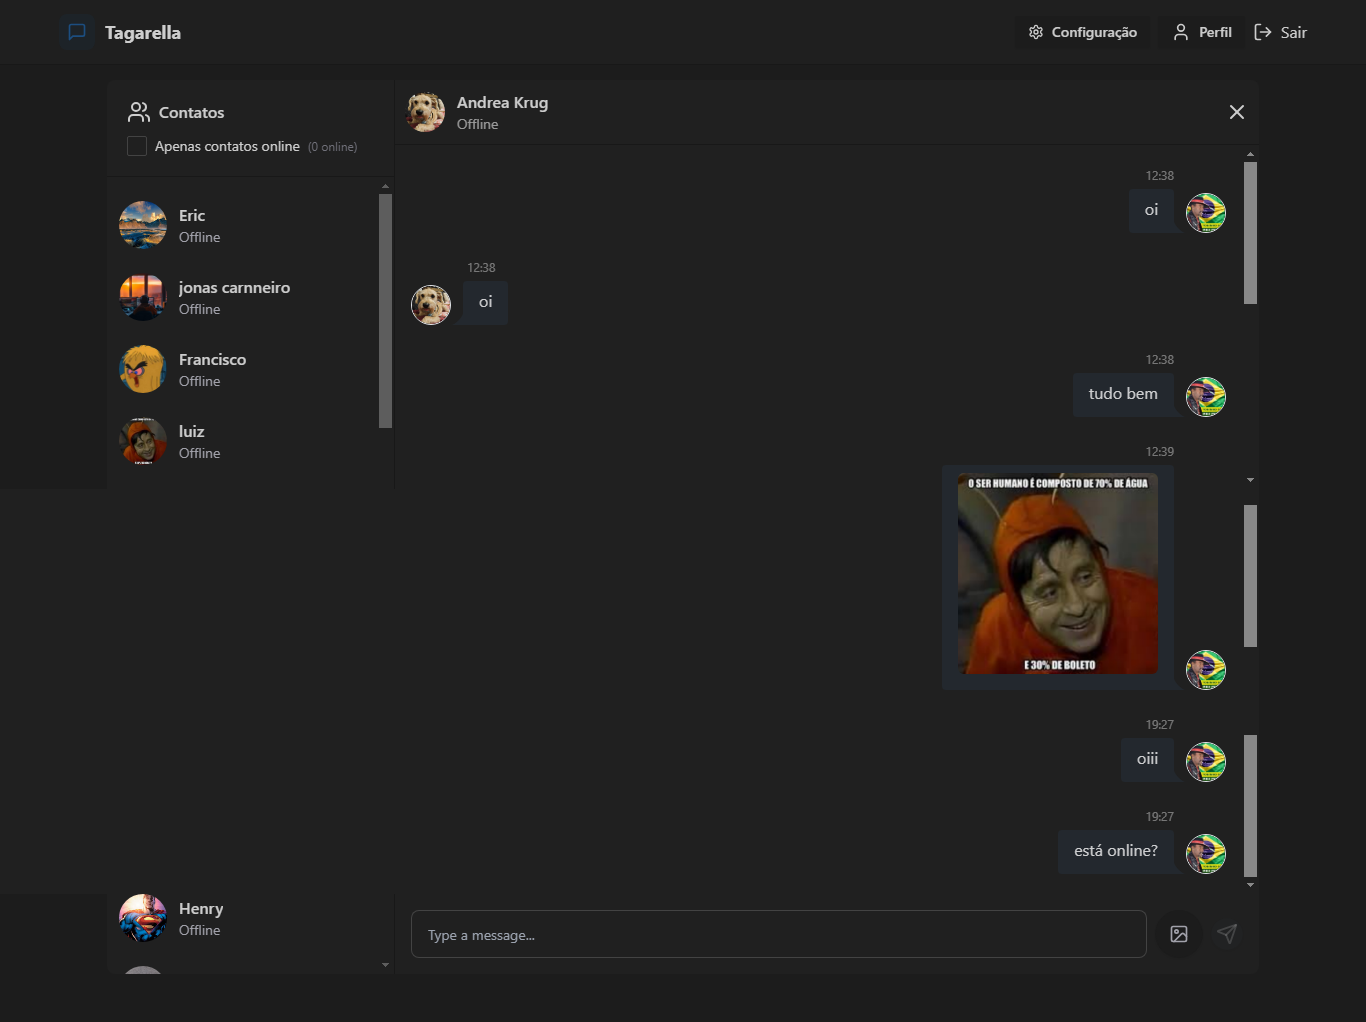 Tagarella
Configuração
Perfil
Sair
Contatos
Apenas contatos online (0 online)
Eric
Offline
jonas carnneiro
Offline
Francisco
Offline
luiz
Offline
Henry
Offline
Andrea Krug
Offline
12:38
oi
12:38
oi
12:38
tudo bem
12:39
O SER HUMANO É COMPOSTO DE 70% DE ÁGUA
E 30% DE BOLETO
19:27
oiii
19:27
está online?
Type a message...